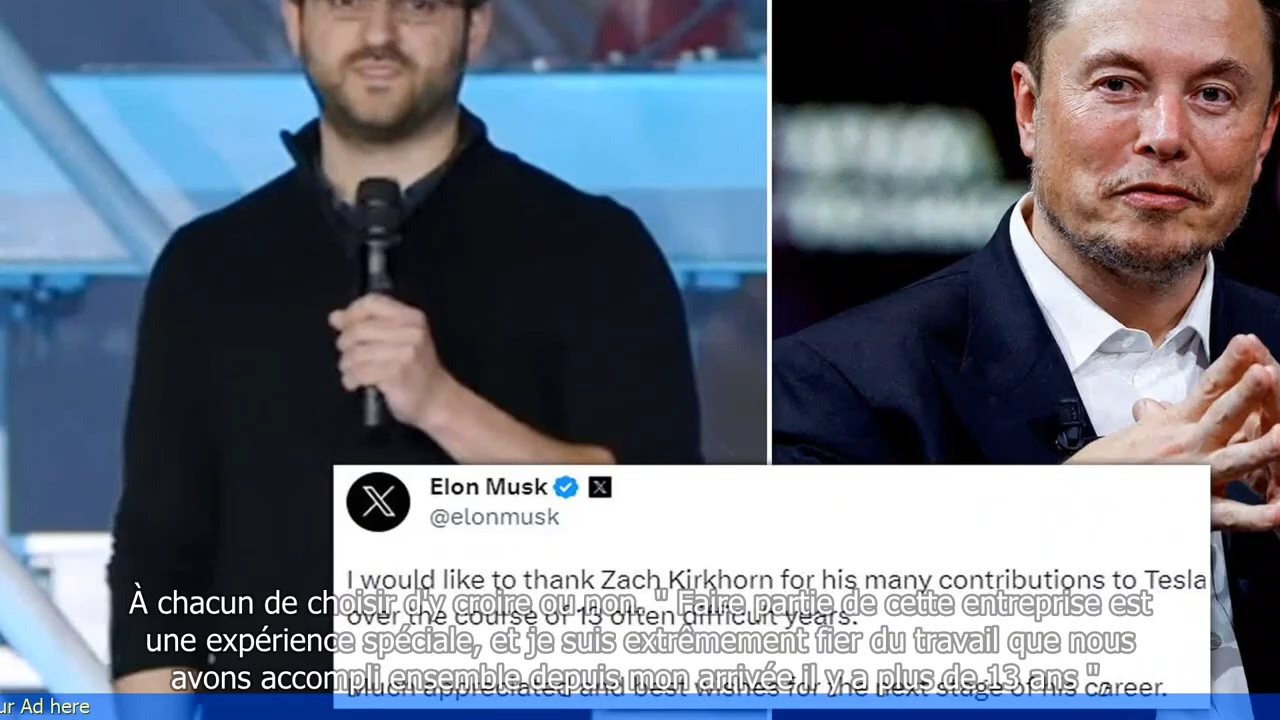 Elon Musk
@elonmusk
I would like to thank Zach Kirkhorn for his many contributions to Tesla
over the course of 13 often difficult years.
Much appreciated and best wishes for the next stage of his career.
À chacun de choisir d'y croire ou non. " Faire partie de cette entreprise est
une expérience spéciale, et je suis extrêmement fier du travail que nous
avons accompli ensemble depuis mon arrivée il y a plus de 13 ans ",
ur Ad here